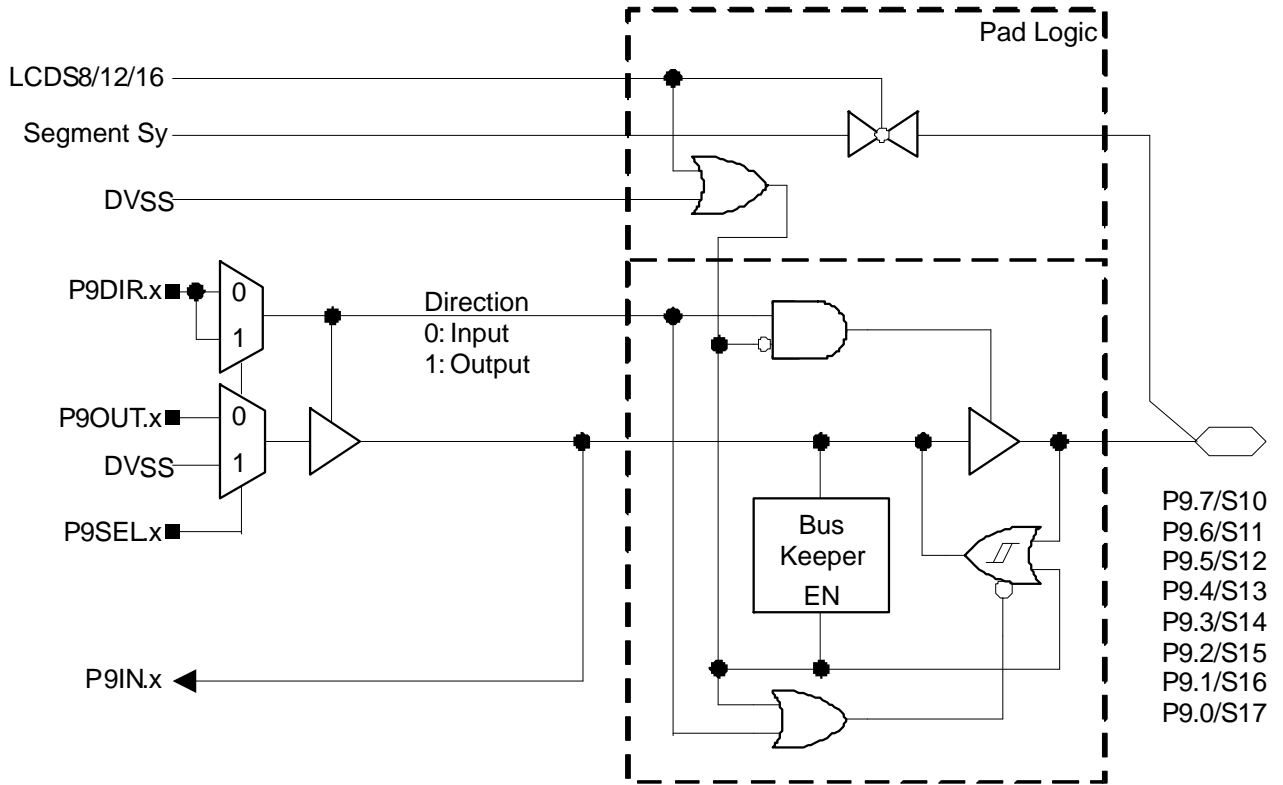 Pad Logic
LCDS8/12/16
Segment Sy
DVSS
P9DIR.x
0
1
Direction
0: Input
1: Output
P9OUT.x
0
DVSS
1
P9SEL.x
Bus
Keeper
EN
P9IN.x
P9.7/S10
P9.6/S11
P9.5/S12
P9.4/S13
P9.3/S14
P9.2/S15
P9.1/S16
P9.0/S17